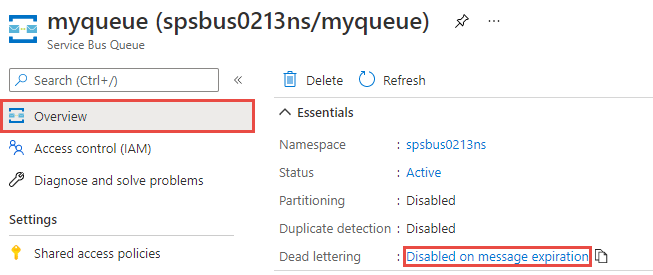 myqueue (spsbus0213ns/myqueue)
Service Bus Queue
Search (Ctrl+/)
Overview
Access control (IAM)
Diagnose and solve problems
Settings
Shared access policies
Delete Refresh
Essentials
Namespace : spsbus0213ns
Status : Active
Partitioning : Disabled
Duplicate detection : Disabled
Dead lettering : Disabled on message expiration